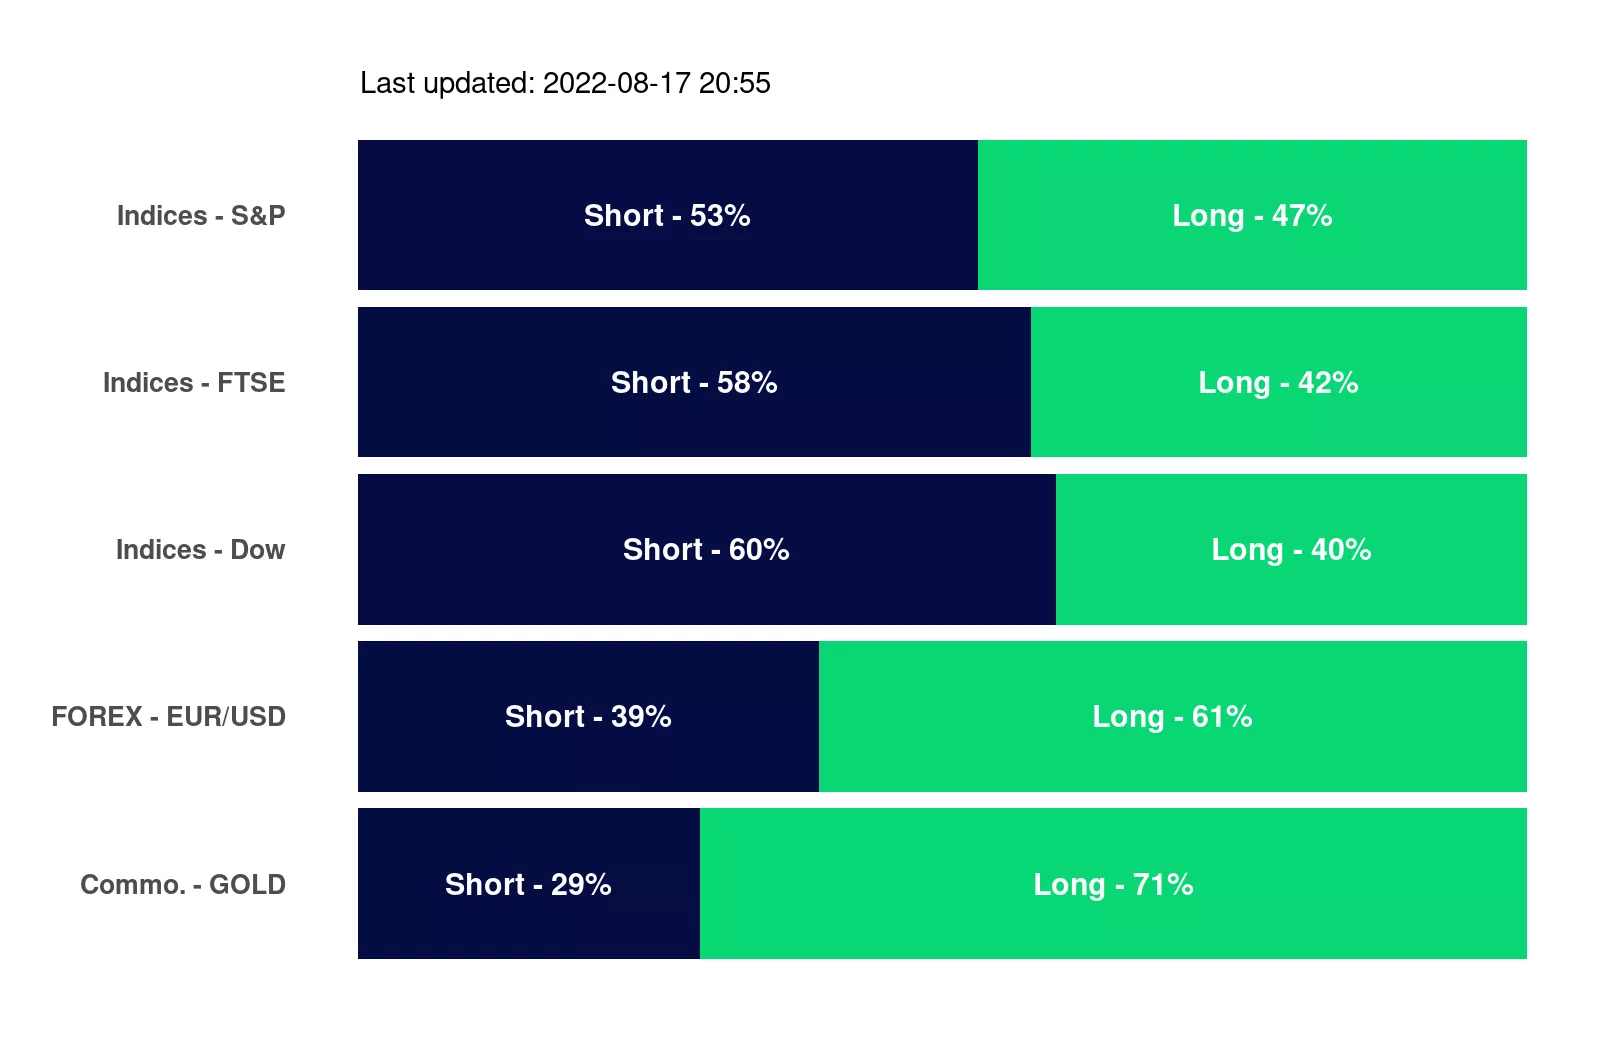 Last updated: 2022-08-17 20:55
Indices - S&P Short - 53% Long - 47%
Indices - FTSE Short - 58% Long - 42%
Indices - Dow Short - 60% Long - 40%
FOREX - EUR/USD Short - 39% Long - 61%
Commo. - GOLD Short - 29% Long - 71%